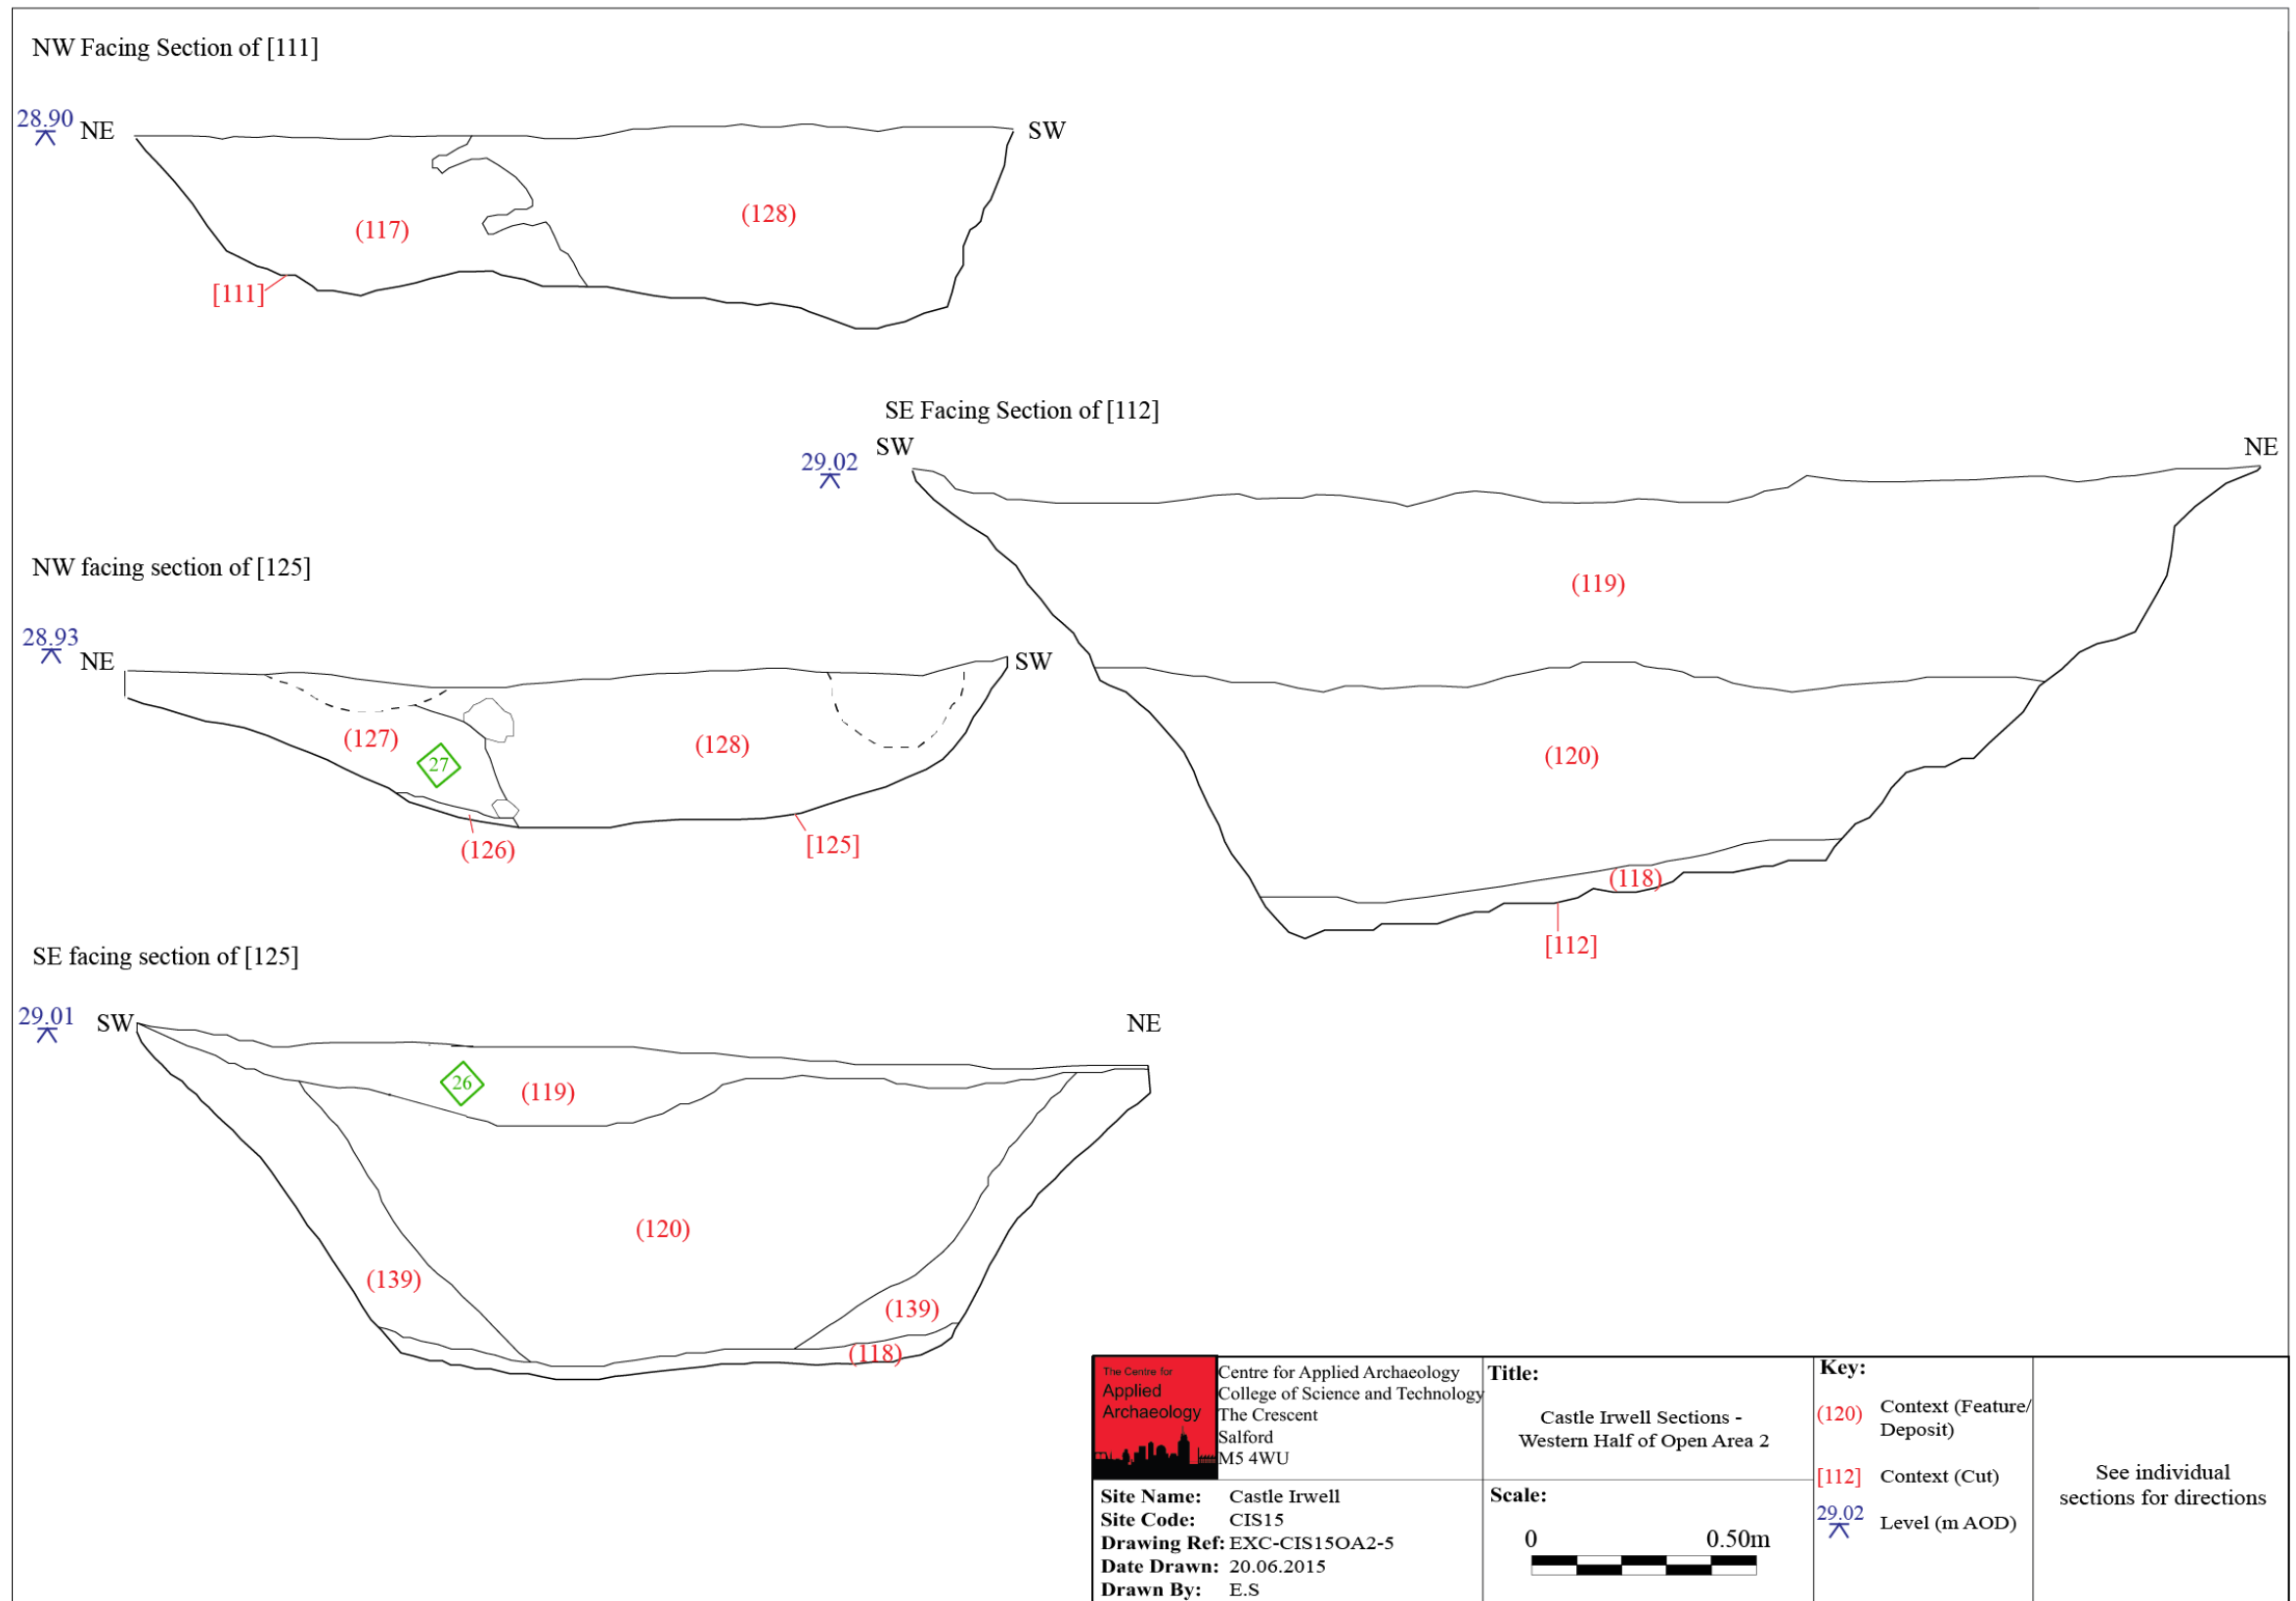 NW Facing Section of [111]
28.90
NE
SW
(117)
(128)
[111]
SE Facing Section of [112]
SW
NE
29.02
(119)
(120)
(118)
[112]
NW facing section of [125]
28.93
NE
SW
(127)
27
(128)
(126)
[125]
SE facing section of [125]
29.01
SW
NE
26
(119)
(120)
(139)
(139)
(118)
The Centre for
Applied
Archaeology
Centre for Applied Archaeology
College of Science and Technology
The Crescent
Salford
M5 4WU
Site Name: Castle Irwell
Site Code: CIS15
Drawing Ref: EXC-CIS15OA2-5
Date Drawn: 20.06.2015
Drawn By: E.S
Title:
Castle Irwell Sections -
Western Half of Open Area 2
Scale:
0 0.50m
Key:
(120) Context (Feature/
Deposit)
[112] Context (Cut)
29.02 Level (m AOD)
See individual
sections for directions